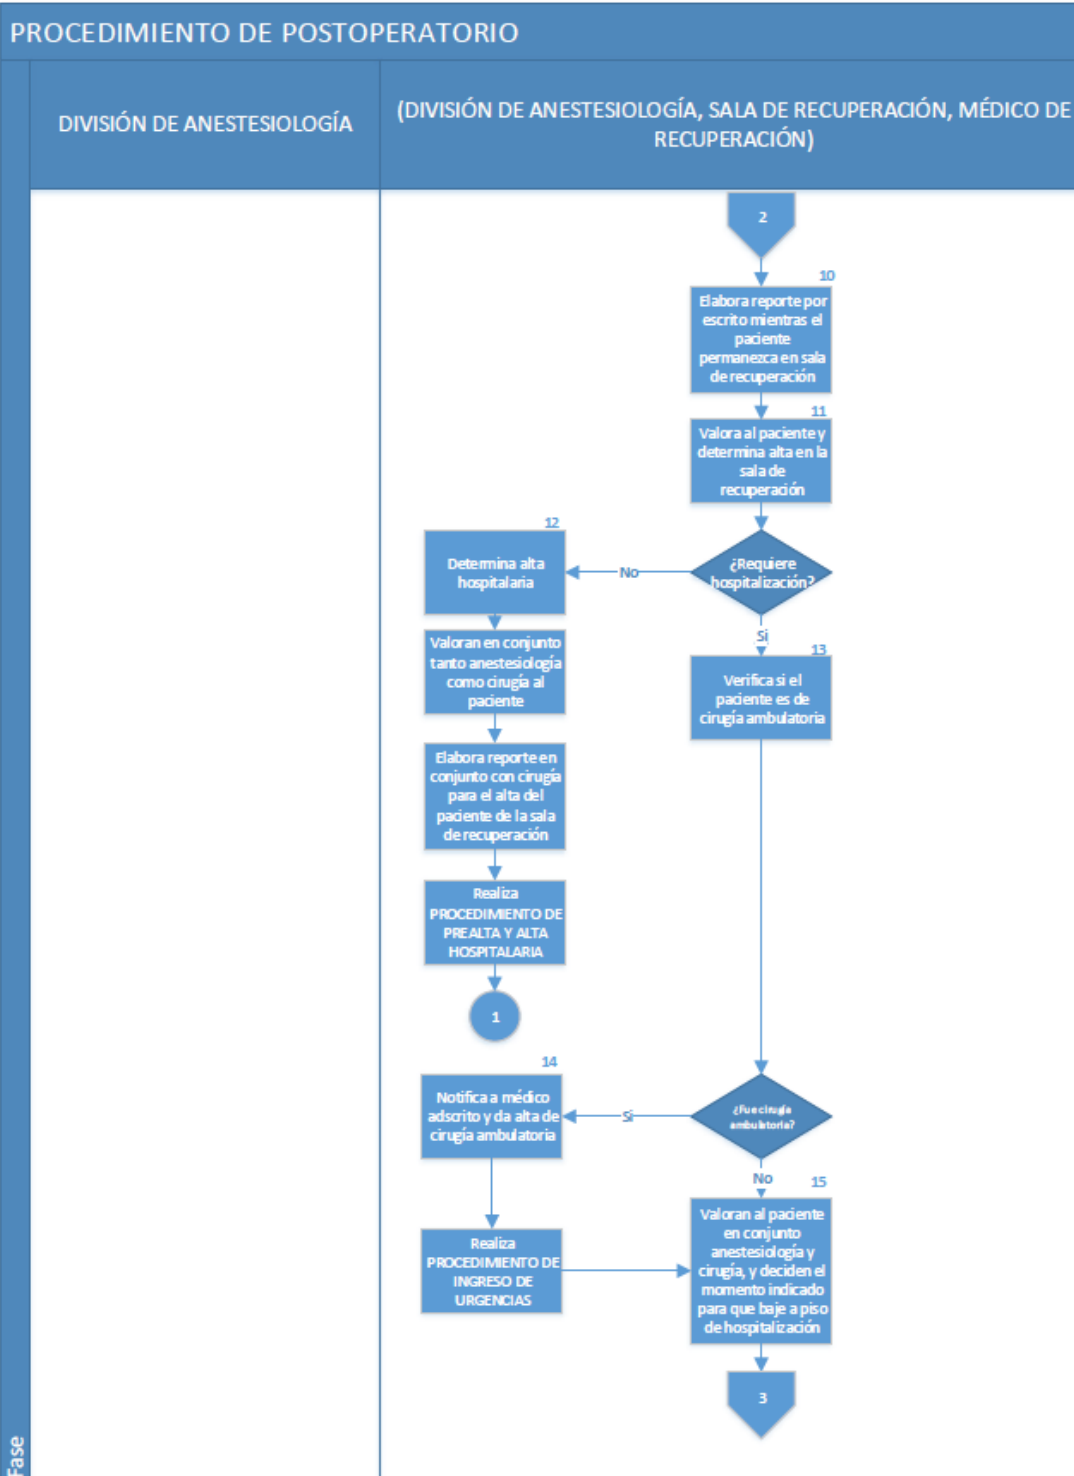 PROCEDIMIENTO DE POSTOPERATORIO
DIVISIÓN DE ANESTESIOLOGÍA
(DIVISIÓN DE ANESTESIOLOGÍA, SALA DE RECUPERACIÓN, MÉDICO DE
RECUPERACIÓN)
2
10
Elabora reporte por
escrito mientras el
paciente
permanezca en sala
de recuperación
11
Valora al paciente y
determina alta en la
sala de
recuperación
¿Requiere
hospitalización?
No
12
Determina alta
hospitalaria
Valoran en conjunto
tanto anestesiología
como cirugía al
paciente
Elabora reporte en
conjunto con cirugía
para el alta del
paciente de la sala
de recuperación
Realiza
PROCEDIMIENTO DE
PREALTA Y ALTA
HOSPITALARIA
1
Si
13
Verifica si el
paciente es de
cirugía ambulatoria
¿Fue cirugía
ambulatoria?
Si
14
Notifica a médico
adscrito y da alta de
cirugía ambulatoria
Realiza
PROCEDIMIENTO DE
INGRESO DE
URGENCIAS
No
15
Valoran al paciente
en conjunto
anestesiología y
cirugía, y deciden el
momento indicado
para que baje a piso
de hospitalización
3
Fase